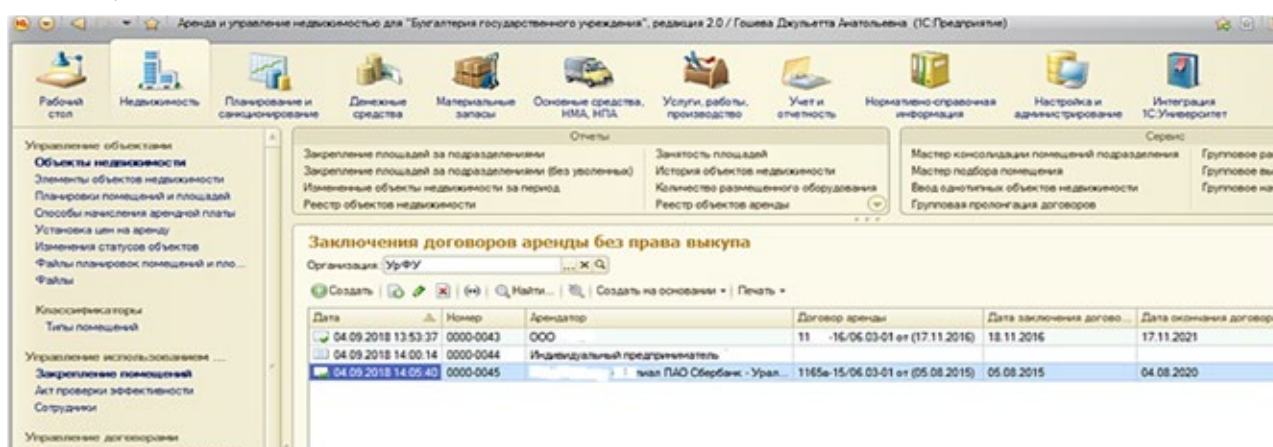 Аренда и управление недвижимостью для "Бухгалтерия государственного учреждения", редакция 2.0 / Гошева Джульетта Анатольевна (1С:Предприятие)
Рабочий стол
Недвижимость
Планирование и санкционирование
Денежные средства
Материальные запасы
Основные средства, НМА, НПА
Услуги, работы, производство
Учет и отчетность
Нормативно-справочная информация
Настройка и администрирование
Интеграция 1С:Университет
Управление объектами
Объекты недвижимости
Элементы объектов недвижимости
Планировки помещений и площадей
Способы начисления арендной платы
Установка цен на аренду
Изменения статусов объектов
Файлы планировок помещений и пло...
Файлы
Классификаторы
Типы помещений
Управление использованием ....
Закрепление помещений
Акт проверки эффективности
Сотрудники
Управление договорами
Отчеты
Закрепление площадей за подразделениями
Закрепление площадей за подразделениями (без уволенных)
Измененные объекты недвижимости за период
Реестр объектов недвижимости
Занятость площадей
История объектов недвижимости
Количество размещенного оборудования
Реестр объектов аренды
Сервис
Мастер консолидации помещений подразделения
Мастер подбора помещения
Ввод однотипных объектов недвижимости
Групповая пролонгация договоров
Групповое ра
Групповое вы
Групповое на
Заключения договоров аренды без права выкупа
Организация: УрФУ
Создать Найти... Создать на основании Печать
Дата Номер Арендатор Договор аренды Дата заключения догово... Дата окончания договор
04.09.2018 13:53:37 0000-0043 ООО 11 -16/06.03-01 от (17.11.2016) 18.11.2016 17.11.2021
04.09.2018 14:00:14 0000-0044 Индивидуальный предприниматель
04.09.2018 14:05:40 0000-0045 лиал ПАО Сбербанк - Урал... 1165а-15/06.03-01 от (05.08.2015) 05.08.2015 04.08.2020